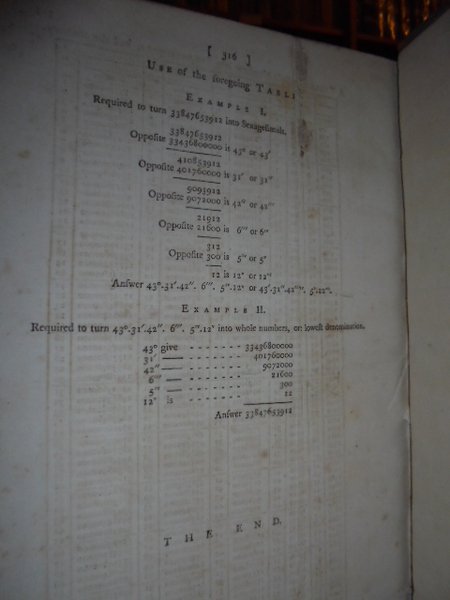 [ 316 ]
USE of the foregoing TABLE
EXAMPLE I.
Required to turn 33847653912 into Sexagesimals.
33847653912
Opposite 33436800000 is 43° or 43′
410853912
Opposite 401760000 is 31′ or 31″
9093912
Opposite 9072000 is 42″ or 42‴
21912
Opposite 21600 is 6‴ or 6″
312
Opposite 300 is 5″ or 5′
12 is 12′ or 12″
Answer 43°.31′.42″. 6‴. 5″.12′ or 43′.31″.42‴
EXAMPLE II.
Required to turn 43°.31′.42″. 6‴. 5″.12′ into whole numbers, or lowest denomination.
43° give - - - - - - - 33436800000
31′ —— - - - - - - - 401760000
42″ —— - - - - - - - 9072000
6‴ —— - - - - - - - 21600
5″ —— - - - - - - - 300
12′ is - - - - - - - 12
Answer 33847653912
THE END.